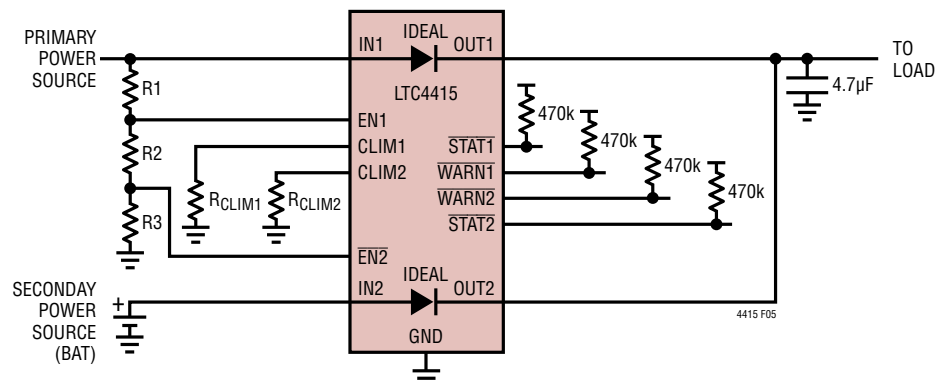 PRIMARY
POWER
SOURCE
IN1
IDEAL
OUT1
TO
LOAD
R1
LTC4415
4.7µF
EN1
470k
CLIM1
STAT1
470k
R2
CLIM2
WARN1
470k
RCLIM1
RCLIM2
WARN2
470k
R3
STAT2
EN2
SECONDAY
POWER
SOURCE
(BAT)
+
IN2
IDEAL
OUT2
4415 F05
GND